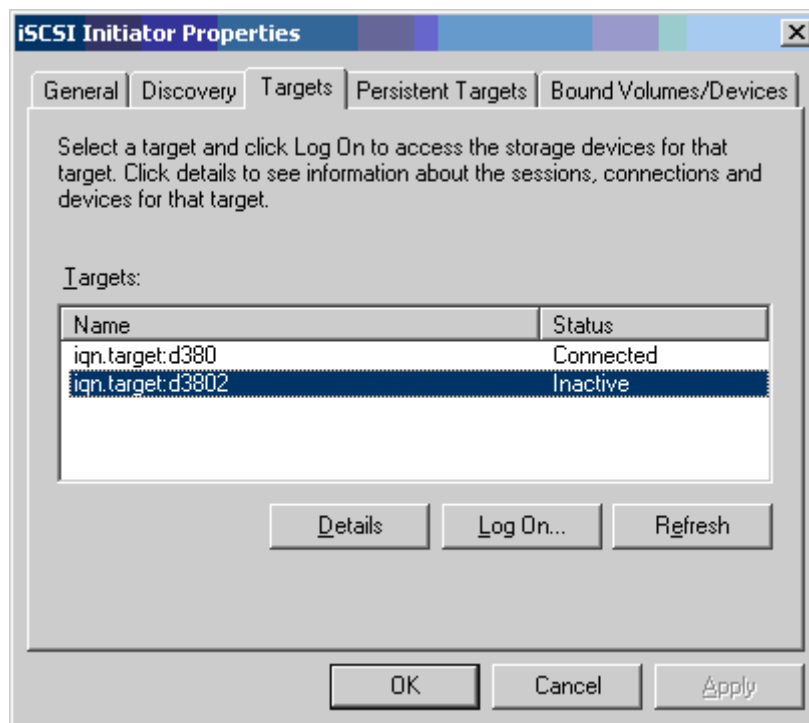 iSCSI Initiator Properties
General Discovery Targets Persistent Targets Bound Volumes/Devices
Select a target and click Log On to access the storage devices for that
target. Click details to see information about the sessions, connections and
devices for that target.
Targets:
Name Status
iqn.target:d380 Connected
iqn.target:d3802 Inactive
Details Log On... Refresh
OK Cancel Apply